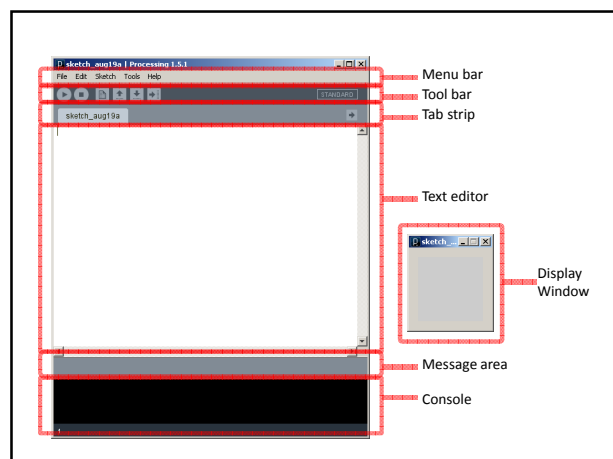 sketch_aug19a | Processing 1.5.1
File Edit Sketch Tools Help
Menu bar
STANDARD
Tool bar
sketch_aug19a
Tab strip
Text editor
sketch_...
Display
Window
Message area
Console
1